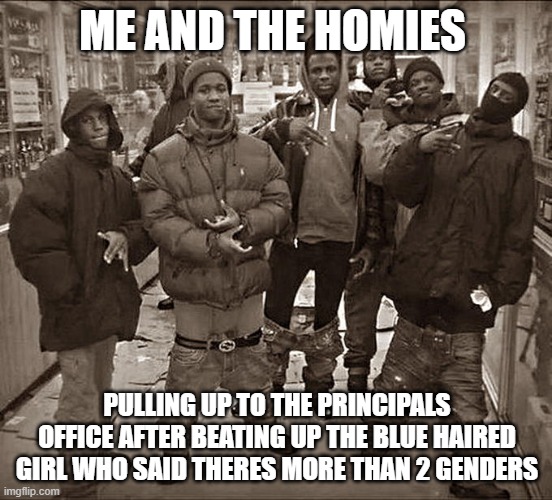 ME AND THE HOMIES
PULLING UP TO THE PRINCIPALS
OFFICE AFTER BEATING UP THE BLUE HAIRED
GIRL WHO SAID THERES MORE THAN 2 GENDERS
imgflip.com